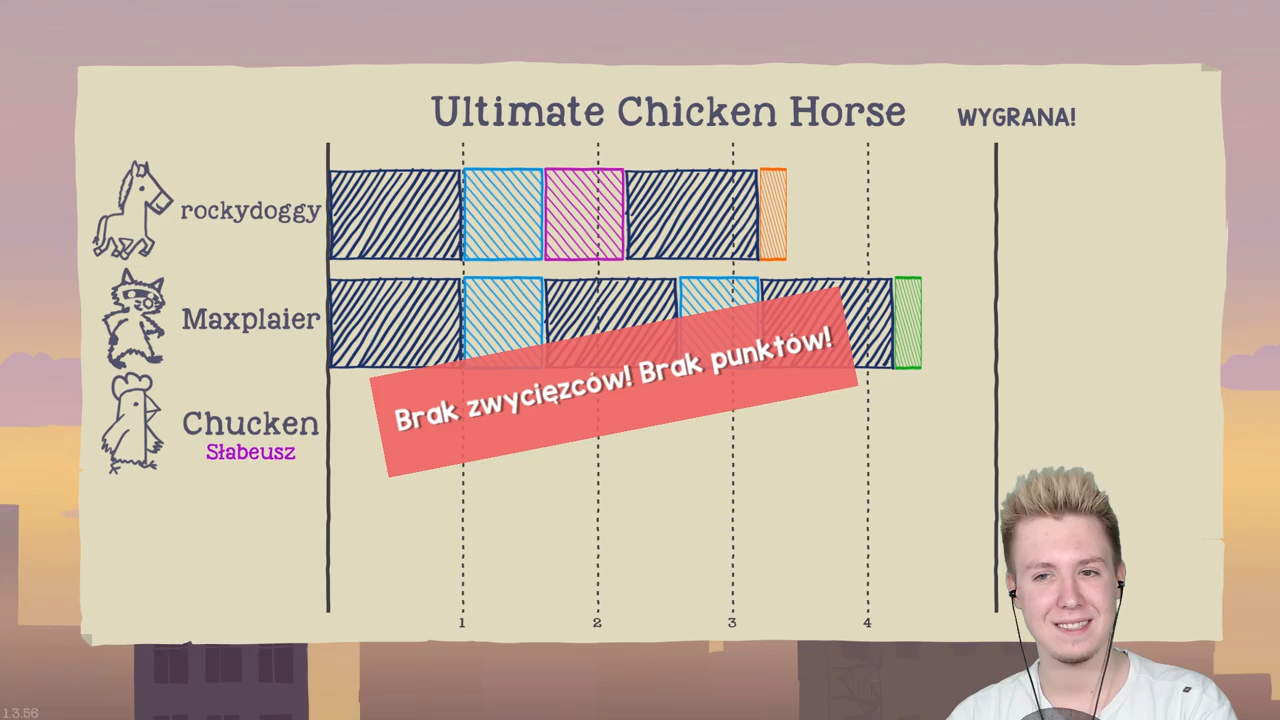 Ultimate Chicken Horse
WYGRANA!
rockydoggy
Maxplaier
Brak zwycięzców! Brak punktów!
Chucken
Słabeusz
1
2
3
4
1.3.56